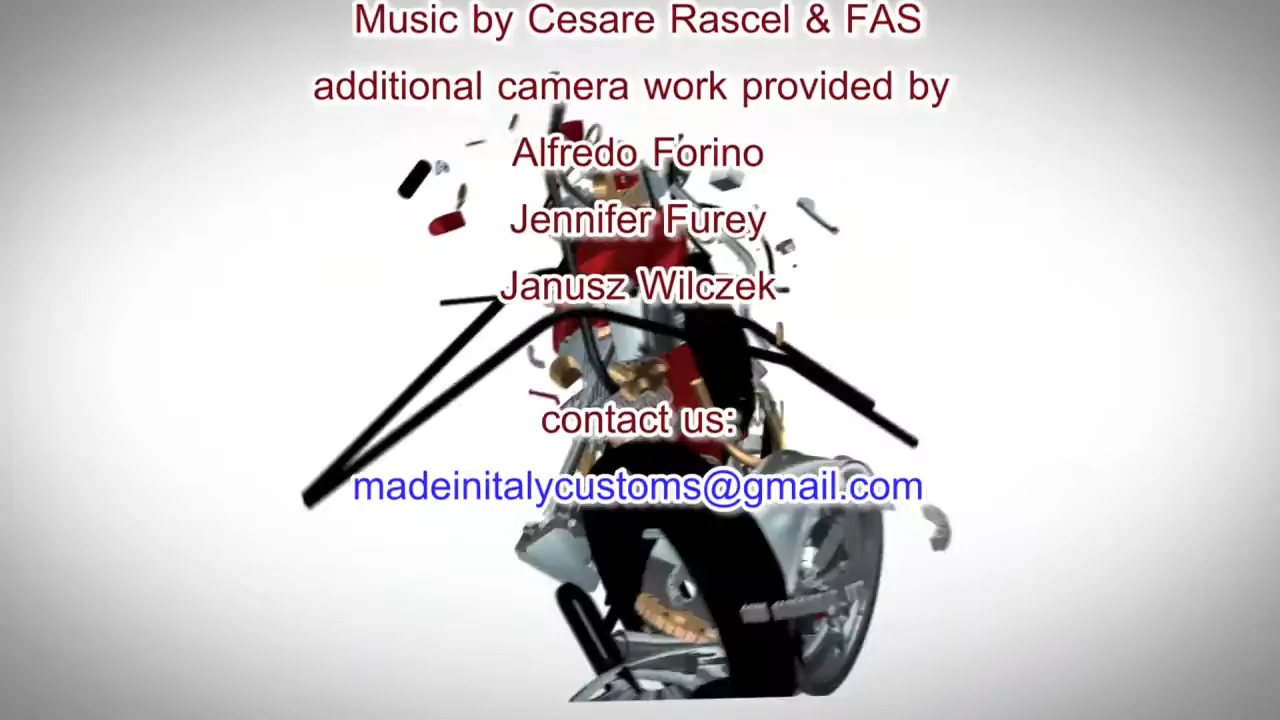 Music by Cesare Rascel & FAS
additional camera work provided by
Alfredo Forino
Jennifer Furey
Janusz Wilczek
contact us:
madeinitalycustoms@gmail.com